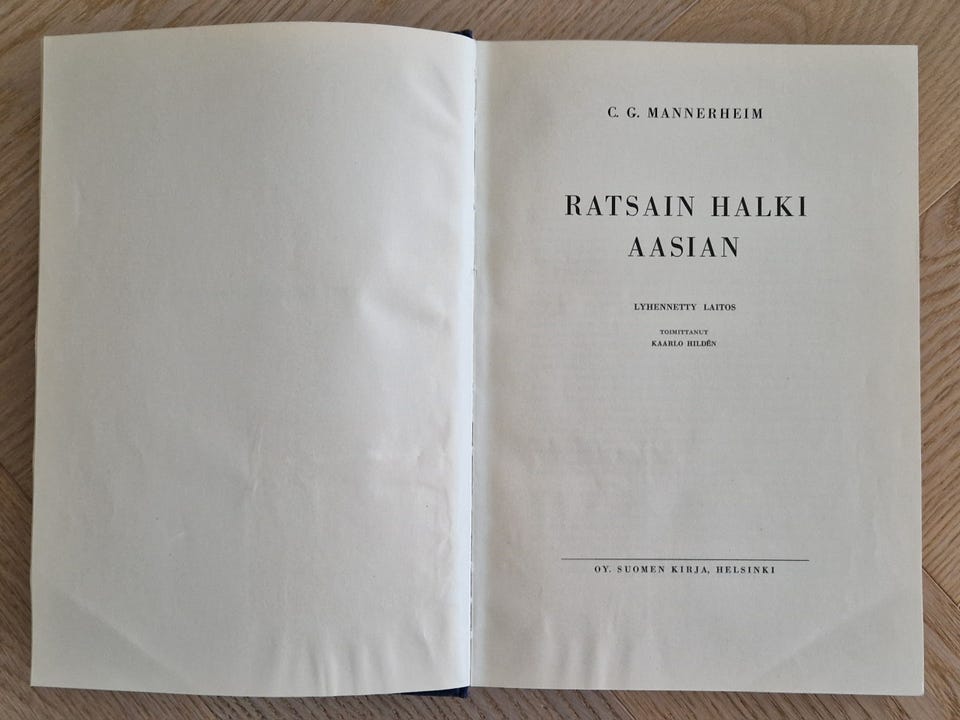 C. G. MANNERHEIM
RATSAIN HALKI
AASIAN
LYHENNETTY LAITOS
TOIMITTANUT
KAARLO HILDÉN
OY. SUOMEN KIRJA, HELSINKI